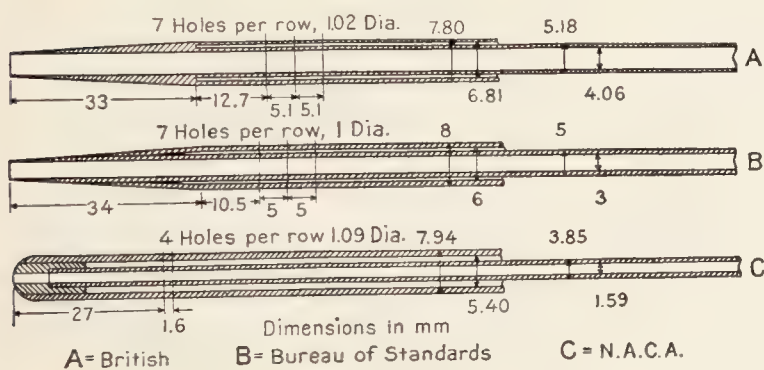 7 Holes per row, 1.02 Dia. 7.80 5.18
A
33 12.7 5.1 5.1 6.81 4.06
7 Holes per row, 1 Dia. 8 5
B
34 10.5 5 5 6 3
4 Holes per row 1.09 Dia. 7.94 3.85
C
27 1.6 5.40 1.59
Dimensions in mm
A = British B = Bureau of Standards C = N.A.C.A.